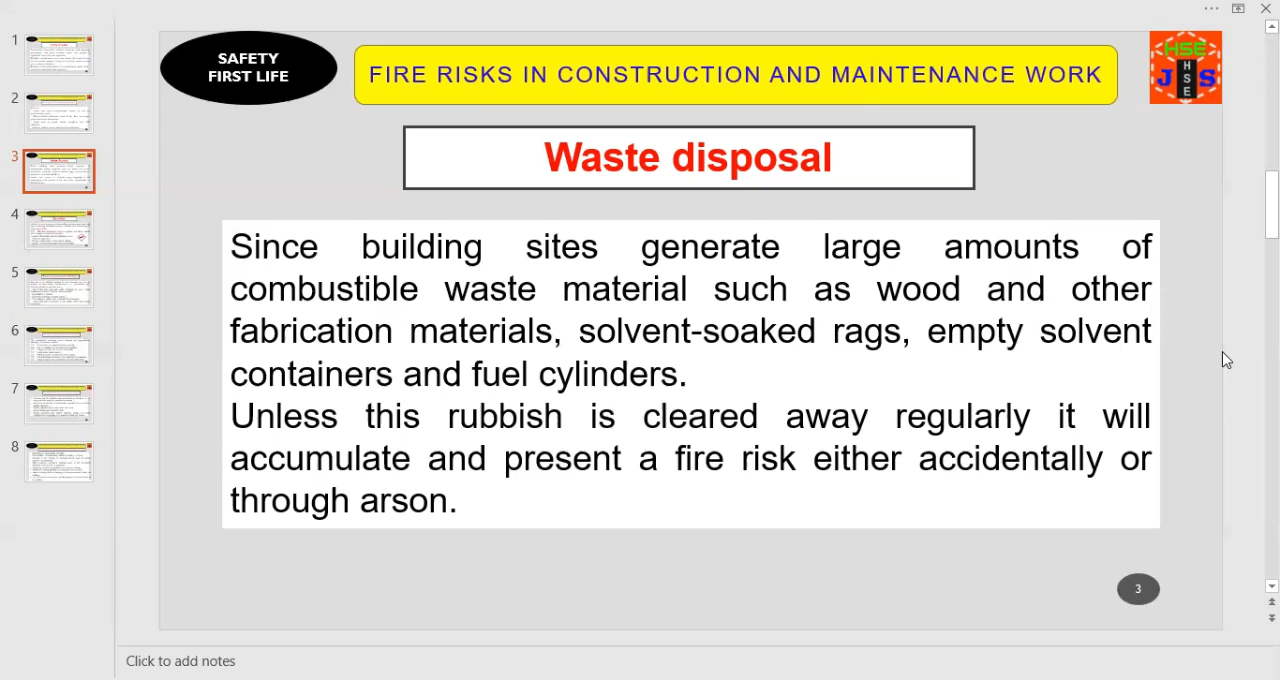 SAFETY
FIRST LIFE
FIRE RISKS IN CONSTRUCTION AND MAINTENANCE WORK
HSE
J HSE S
Waste disposal
Since building sites generate large amounts of
combustible waste material such as wood and other
fabrication materials, solvent-soaked rags, empty solvent
containers and fuel cylinders.
Unless this rubbish is cleared away regularly it will
accumulate and present a fire risk either accidentally or
through arson.
3
1
2
3
4
5
6
7
8
Click to add notes